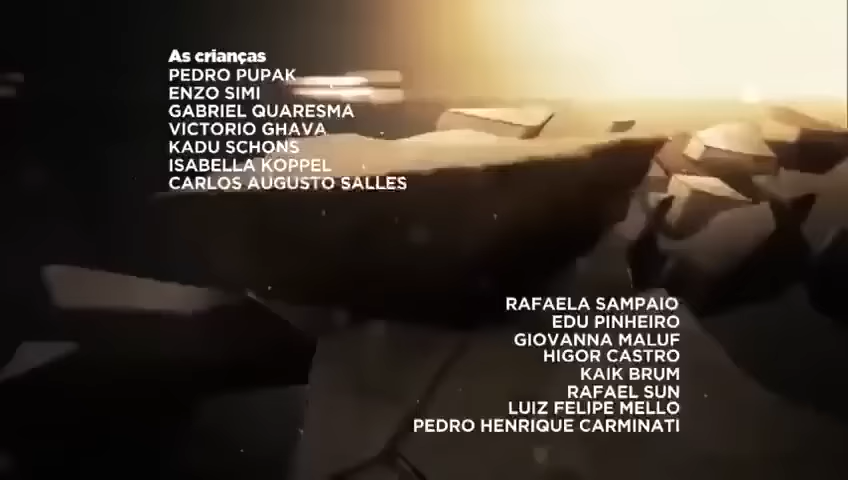 As crianças
PEDRO PUPAK
ENZO SIMI
GABRIEL QUARESMA
VICTORIO GHAVA
KADU SCHONS
ISABELLA KOPPEL
CARLOS AUGUSTO SALLES
RAFAELA SAMPAIO
EDU PINHEIRO
GIOVANNA MALUF
HIGOR CASTRO
KAIK BRUM
RAFAEL SUN
LUIZ FELIPE MELLO
PEDRO HENRIQUE CARMINATI